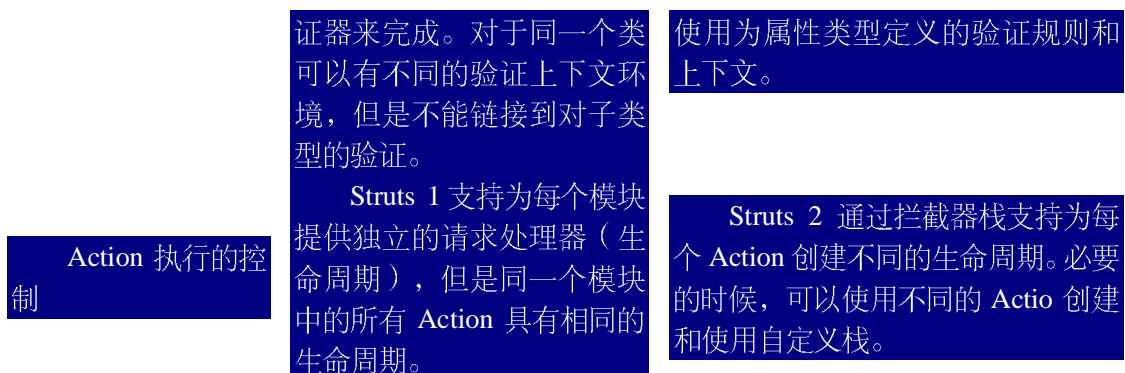 证器来完成。对于同一个类
可以有不同的验证上下文环
境，但是不能链接到对子类
型的验证。
使用为属性类型定义的验证规则和
上下文。
Action 执行的控
制
Struts 1 支持为每个模块
提供独立的请求处理器（生
命周期），但是同一个模块
中的所有 Action 具有相同的
生命周期。
Struts 2 通过拦截器栈支持为每
个 Action 创建不同的生命周期。必要
的时候，可以使用不同的 Actio 创建
和使用自定义栈。